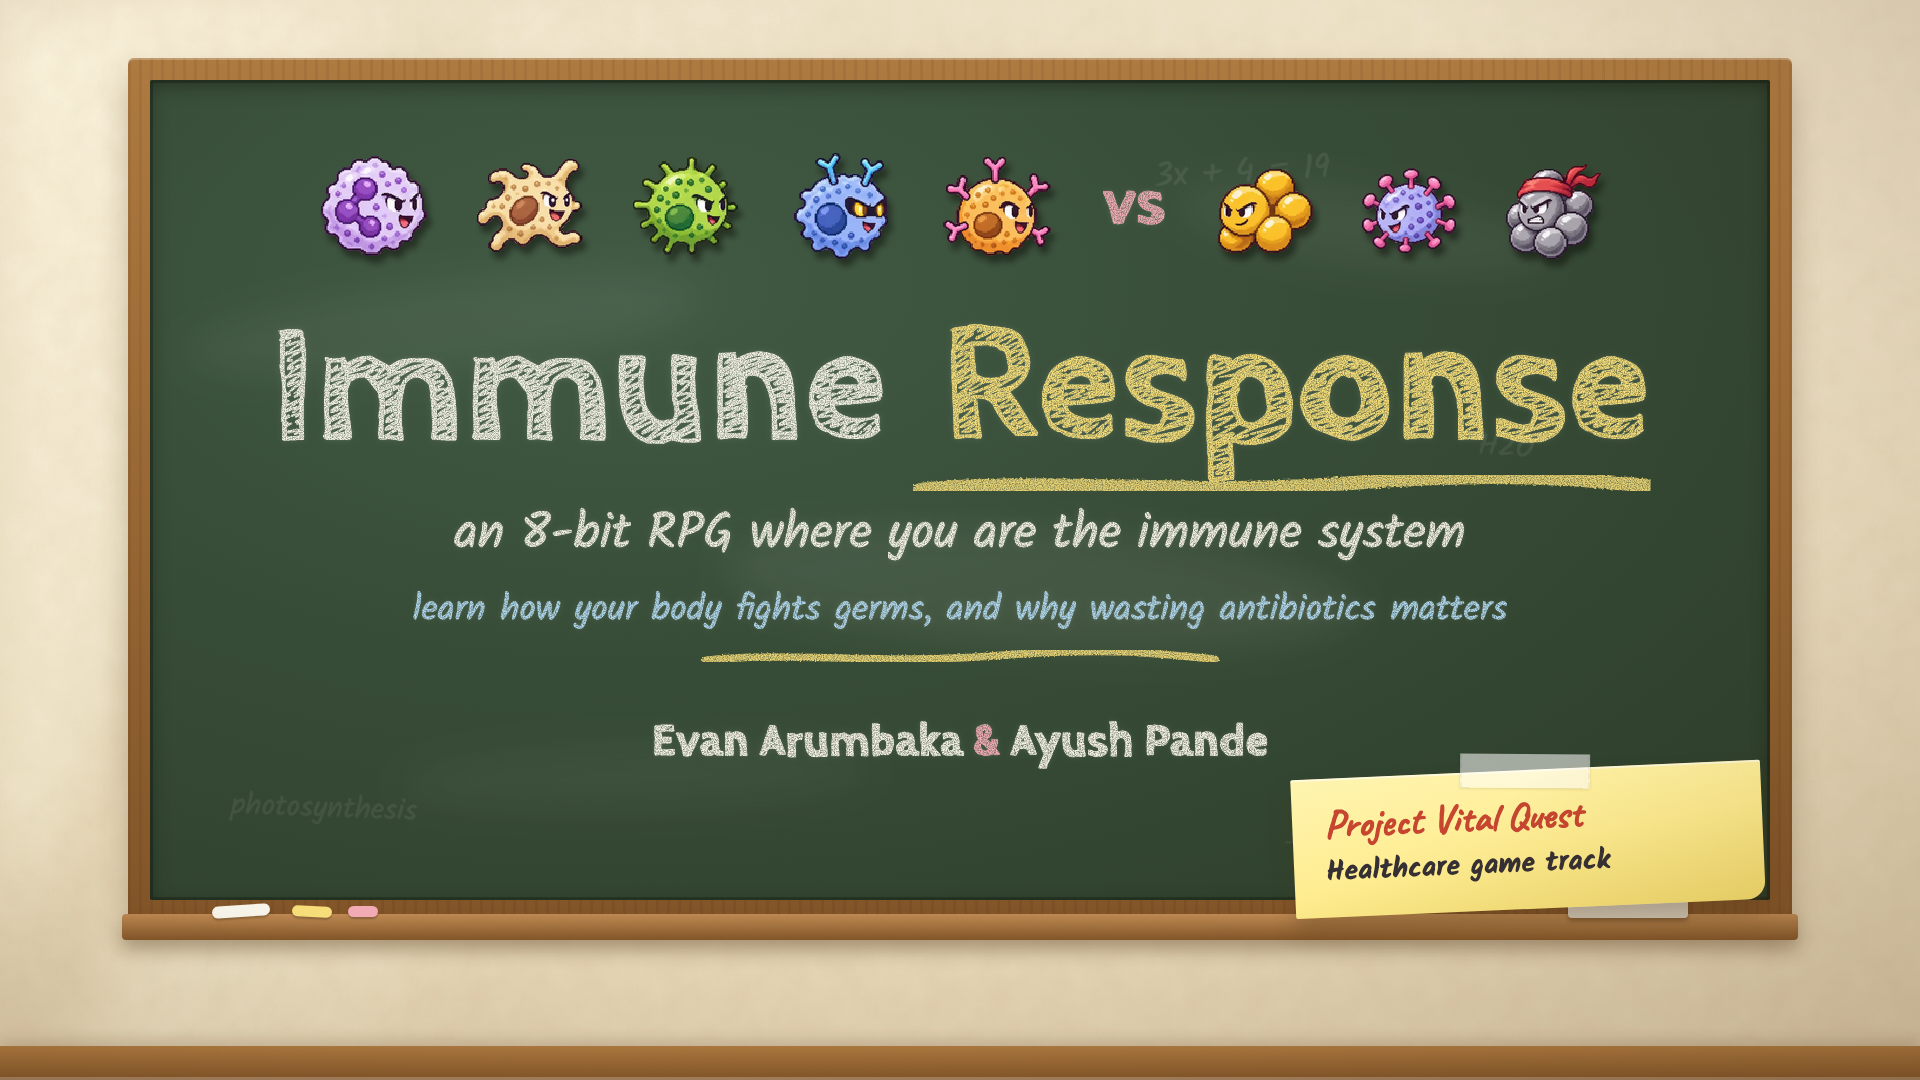 3x + 4 = 19
vs
Immune Response
H2O
an 8-bit RPG where you are the immune system
learn how your body fights germs, and why wasting antibiotics matters
Evan Arumbaka & Ayush Pande
photosynthesis
Project Vital Quest
Healthcare game track